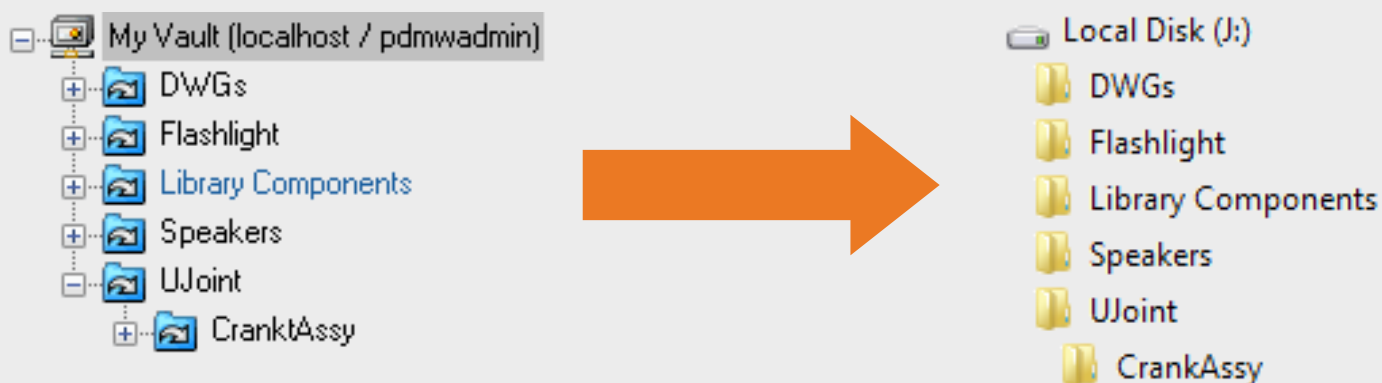 My Vault (localhost / pdmwadmin)
DWGs
Flashlight
Library Components
Speakers
UJoint
CranktAssy
Local Disk (J:)
DWGs
Flashlight
Library Components
Speakers
UJoint
CrankAssy